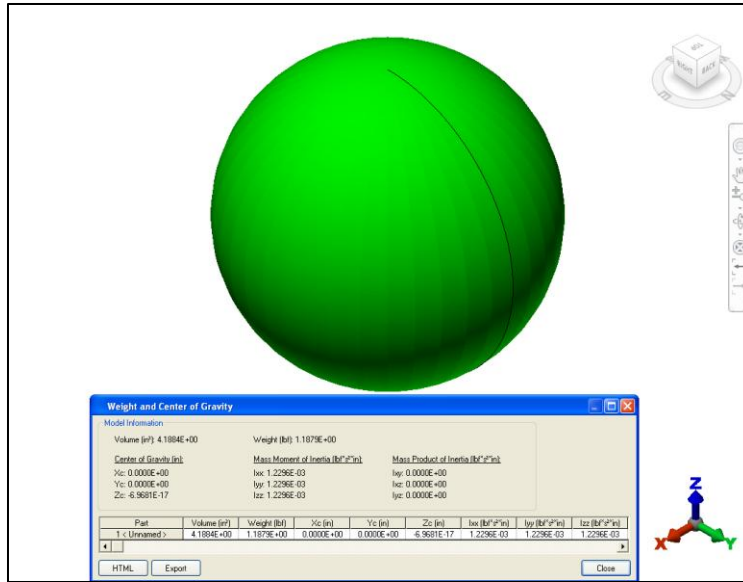 TOP
RIGHT BACK
Weight and Center of Gravity
Model Information
Volume (in³): 4.1884E+00 Weight (lbf): 1.1879E+00
Center of Gravity (in): Mass Moment of Inertia (lbf*s²*in): Mass Product of Inertia (lbf*s²*in):
Xc: 0.0000E+00 Ixx: 1.2296E-03 Ixy: 0.0000E+00
Yc: 0.0000E+00 Iyy: 1.2296E-03 Ixz: 0.0000E+00
Zc: -6.9681E-17 Izz: 1.2296E-03 Iyz: 0.0000E+00
Part Volume (in³) Weight (lbf) Xc (in) Yc (in) Zc (in) Ixx (lbf*s²*in) Iyy (lbf*s²*in) Izz (lbf*s²*in)
1 < Unnamed > 4.1884E+00 1.1879E+00 0.0000E+00 0.0000E+00 -6.9681E-17 1.2296E-03 1.2296E-03 1.2296E-03
HTML Export Close
Z
X Y